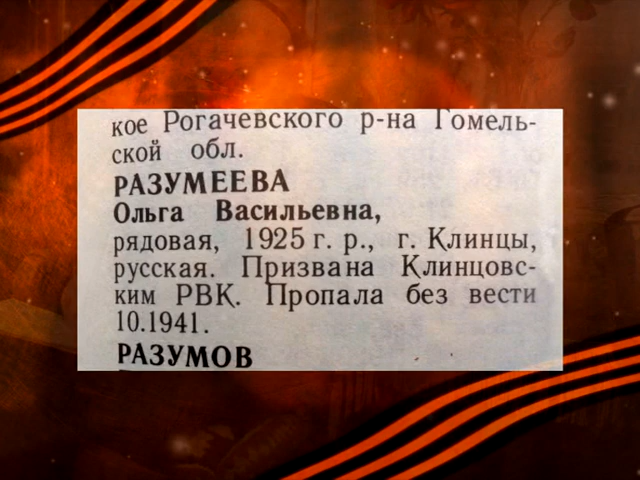 кое Рогачевского р-на Гомель-
ской обл.
РАЗУМЕЕВА
Ольга Васильевна,
рядовая, 1925 г. р., г. Клинцы,
русская. Призвана Клинцовс-
ким РВК. Пропала без вести
10.1941.
РАЗУМОВ